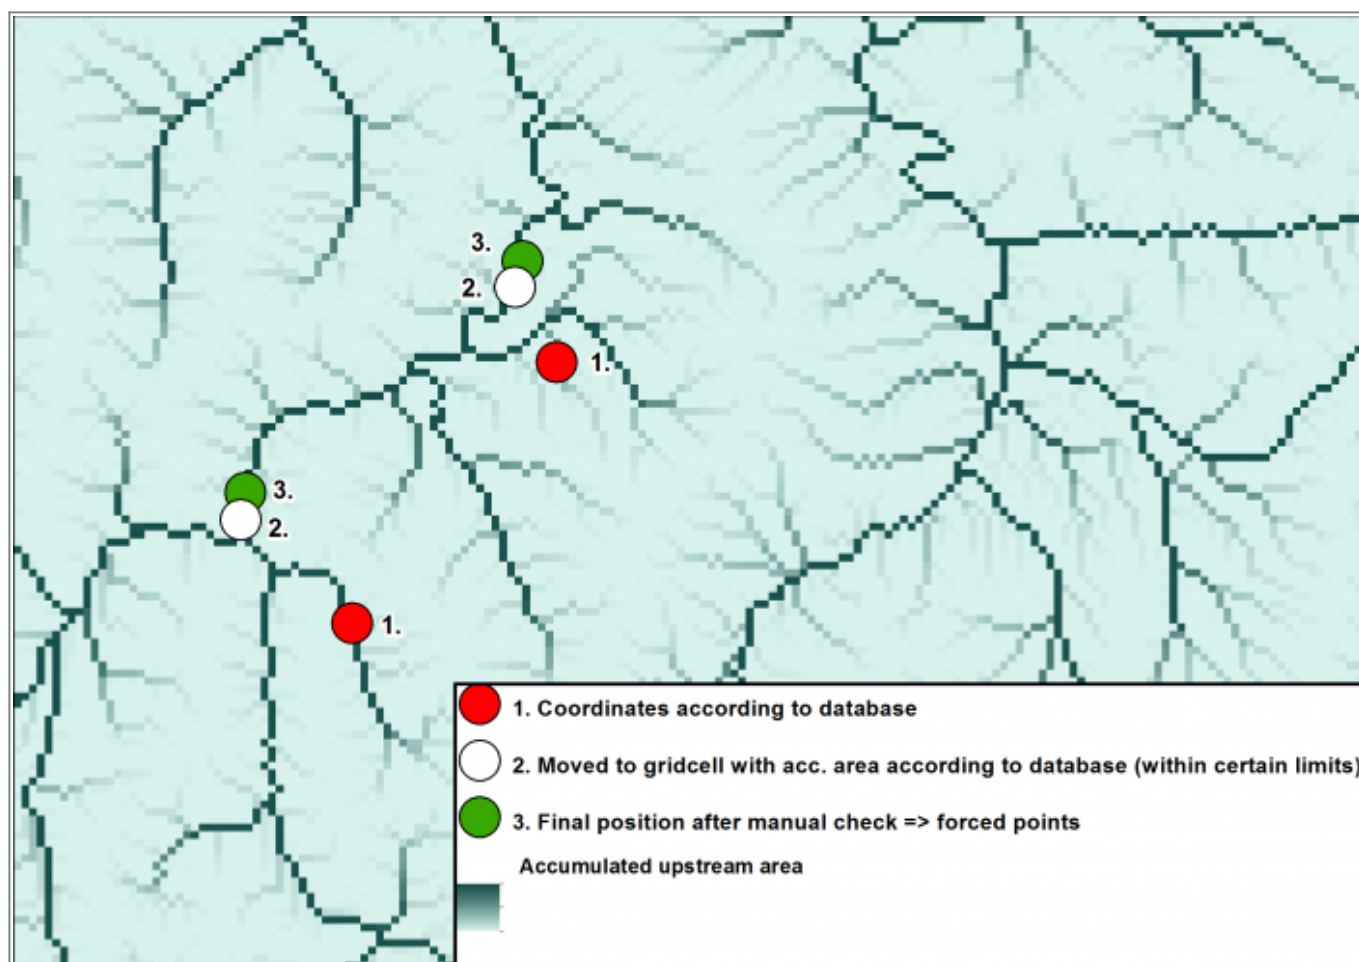 3.
2.
1.
3.
2.
1.
1. Coordinates according to database
2. Moved to gridcell with acc. area according to database (within certain limits)
3. Final position after manual check => forced points
Accumulated upstream area